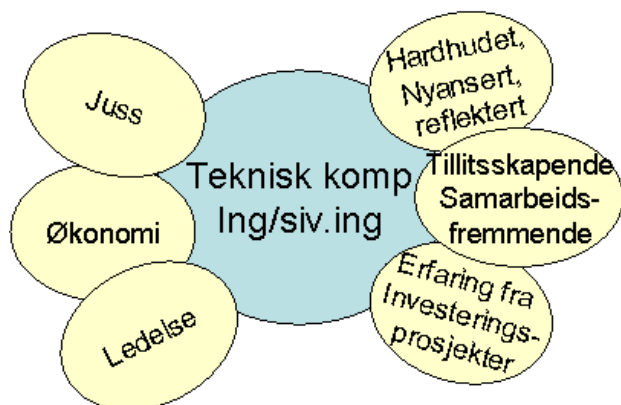 Juss
Økonomi
Ledelse
Teknisk komp
Ing/siv.ing
Hardhudet,
Nyansert,
reflektert
Tillitsskapende
Samarbeids-
fremmende
Erfaring fra
Investerings-
prosjekter